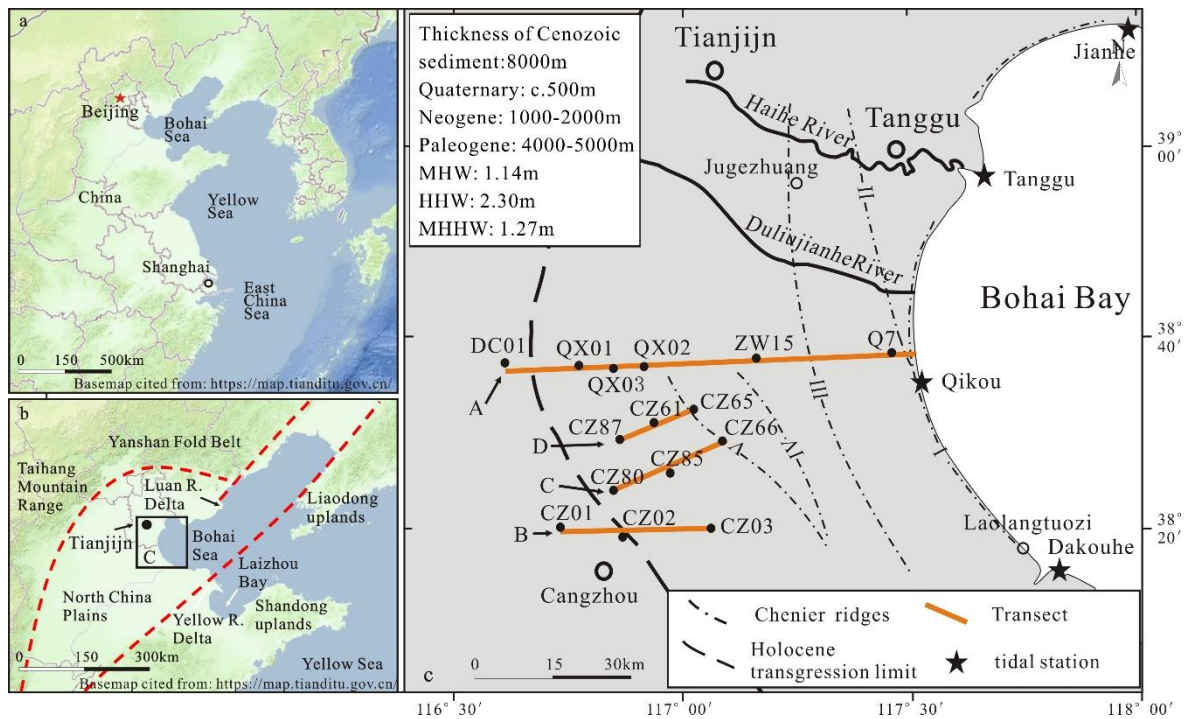 a
Beijing
Bohai
Sea
China
Yellow
Sea
Shanghai
East
China
Sea
0 150 500km
Basemap cited from: https://map.tianditu.gov.cn/
b
Yanshan Fold Belt
Taihang
Mountain
Range
Luan R.
Delta
Liaodong
uplands
Tianjijn
C
Bohai
Sea
Laizhou
Bay
North China
Plains
Yellow R.
Delta
Shandong
uplands
Yellow Sea
0 150 300km
Basemap cited from: https://map.tianditu.gov.cn/
Thickness of Cenozoic
sediment:8000m
Quaternary: c.500m
Neogene: 1000-2000m
Paleogene: 4000-5000m
MHW: 1.14m
HHW: 2.30m
MHHW: 1.27m
Tianjijn
Jianhe
N
Haihe River
Tanggu
Jugezhuang
Tanggu
II
DuliujianheRiver
Bohai Bay
DC01
QX01
QX02
QX03
ZW15
Q7
Qikou
A
III
CZ61
CZ65
CZ87
CZ66
D
V
IV
I
CZ85
CZ80
C
CZ01
CZ02
CZ03
B
Laolangtuozi
Dakouhe
Cangzhou
Chenier ridges
Transect
Holocene
transgression limit
tidal station
c
0 15 30km
39°
00′
38°
40′
38°
20′
116°30′
117°00′
117°30′
118°00′